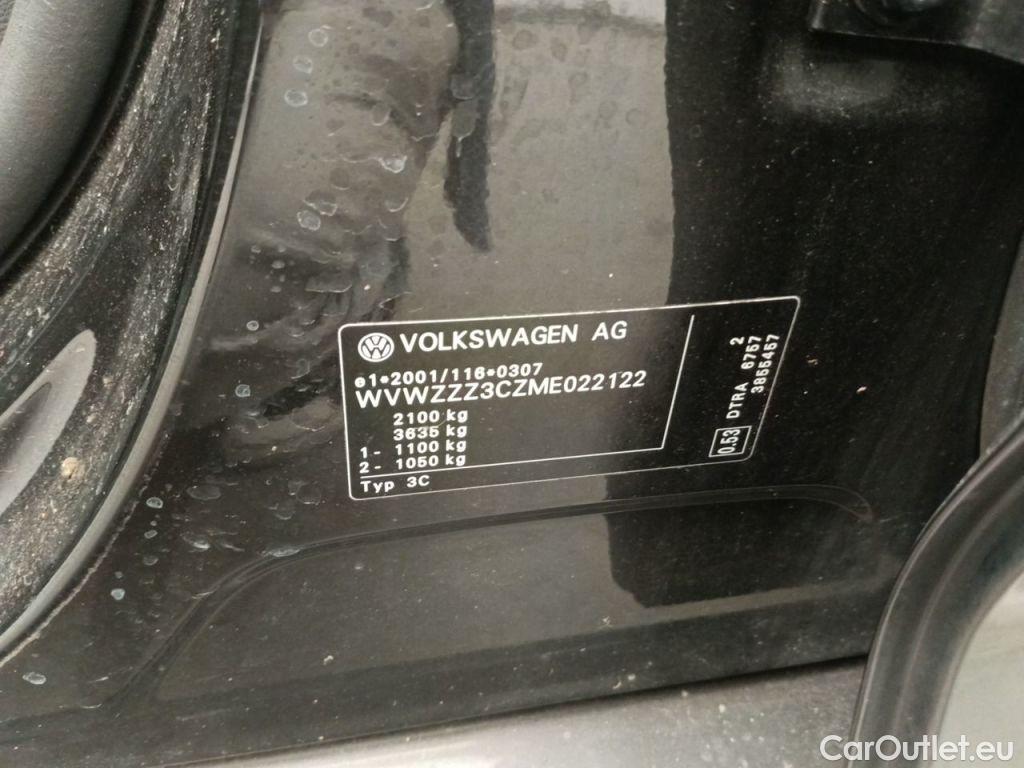 VOLKSWAGEN AG
e1*2001/116*0307
WVWZZZ3CZME022122
2100 kg
3635 kg
1- 1100 kg
2- 1050 kg
Typ 3C
0.53 DTRA 6757 2
3855457
CarOutlet.eu